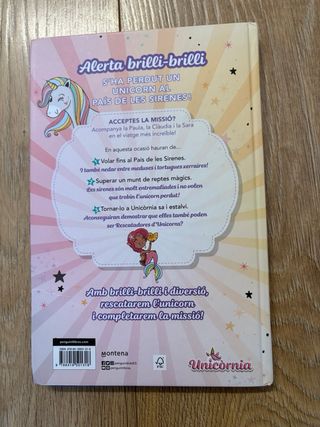 Alerta brilli-brilli
S'HA PERDUT UN
UNICORN AL
PAÍS DE LES SIRENES!
ACCEPTES LA MISSIÓ?
Acompanya la Paula, la Claudia i la Sara
en el viatge més increïble!
En aquesta ocasió hauran de...
Volar fins al País de les Sirenes.
I també nedar entre meduses i tortugues xerraires!
Superar un munt de reptes màgics.
Les sirenes són molt entremaliades i no volen
que trobin l'unicorn perdut!
Tornar-lo a Unicòrnia sa i estalvi.
Aconseguiran demostrar que elles també poden
ser Rescatadores d'Unicorns?
Amb brilli-brilli i diversió,
rescatarem l'unicorn
i completarem la missió!
penguinllibres.com
montena
Unicornia